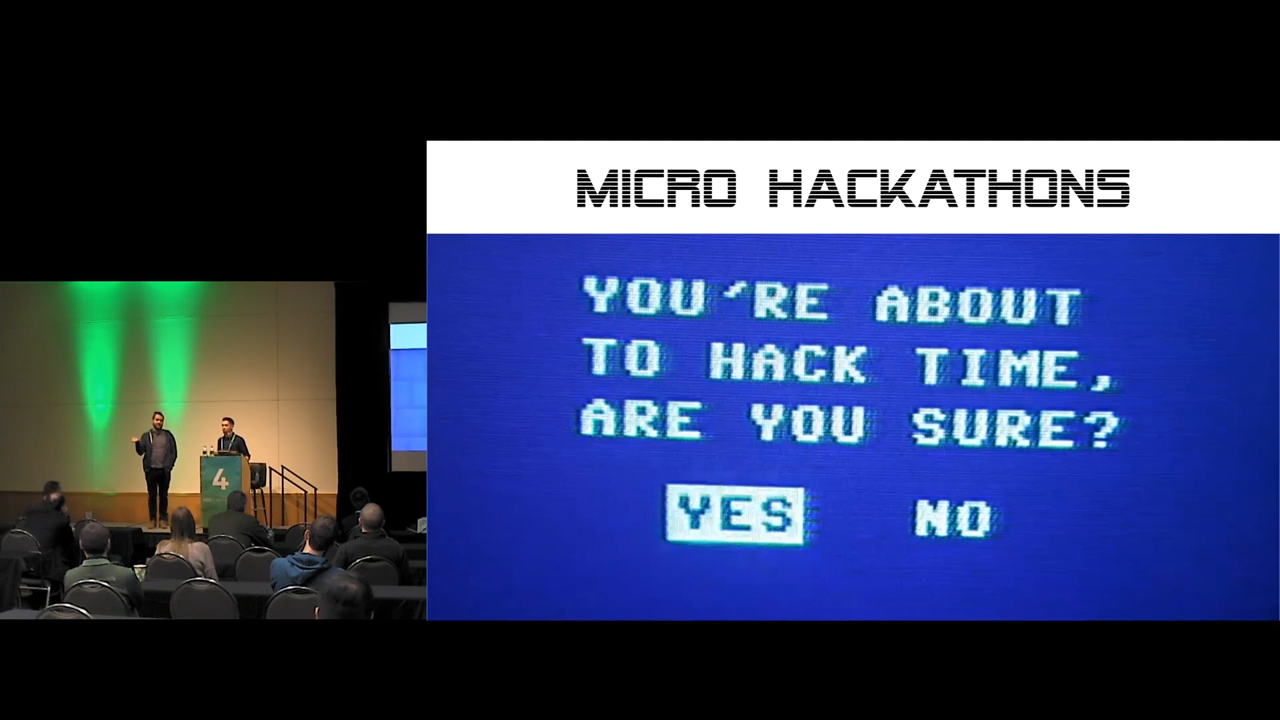 MICRO HACKATHONS
YOU'RE ABOUT
TO HACK TIME,
ARE YOU SURE?
YES NO
4